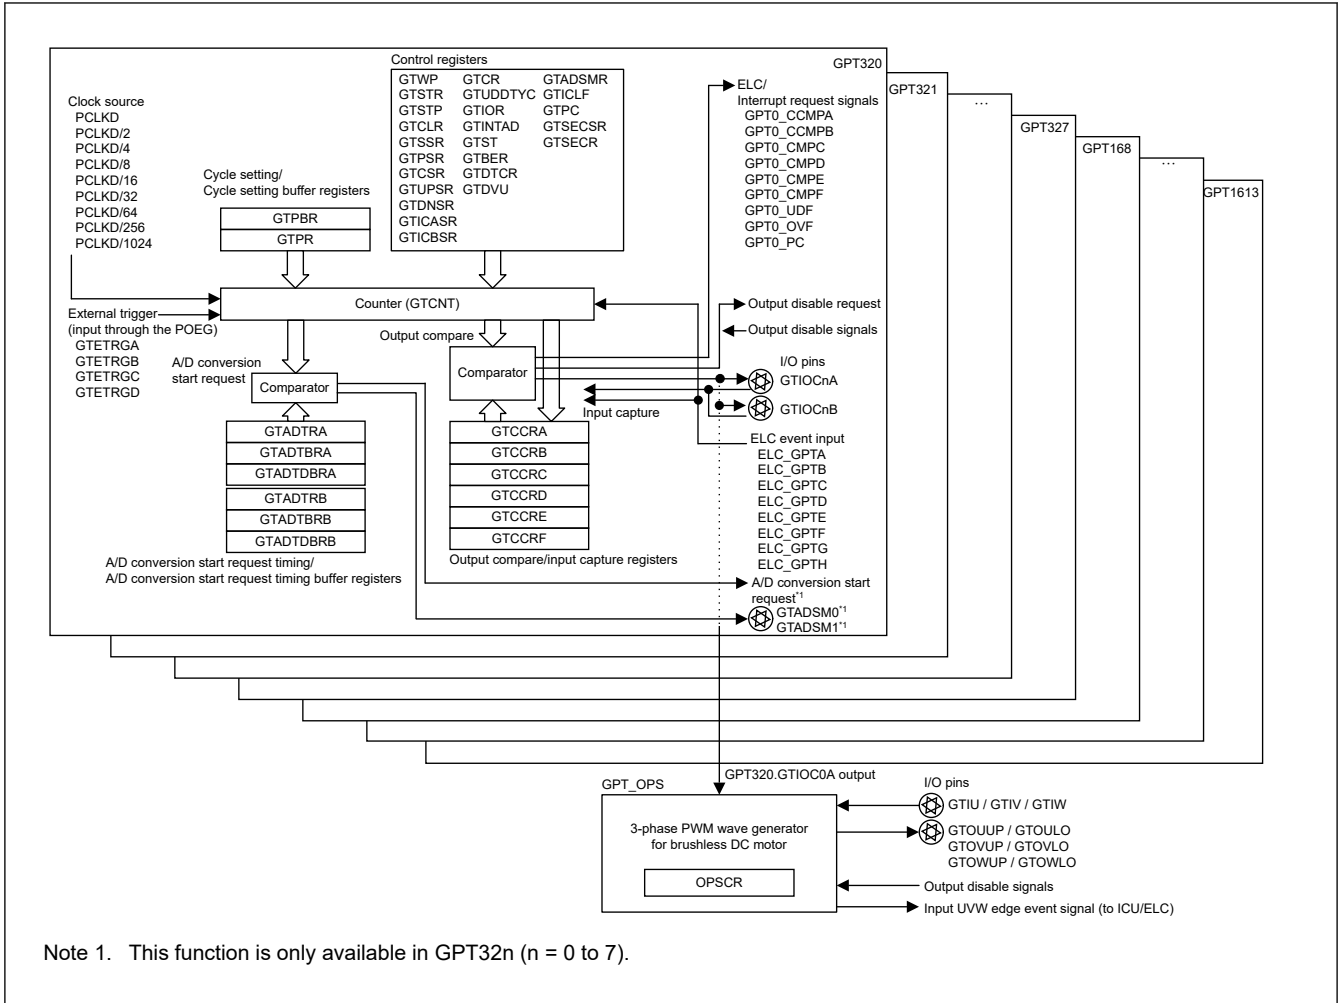 GPT320
GPT321
...
GPT327
GPT168
...
GPT1613
Clock source
PCLKD
PCLKD/2
PCLKD/4
PCLKD/8
PCLKD/16
PCLKD/32
PCLKD/64
PCLKD/256
PCLKD/1024
Cycle setting/
Cycle setting buffer registers
GTPBR
GTPR
Control registers
GTWP GTCR GTADSMR
GTSTR GTUDDTYC GTICLF
GTSTP GTIOR GTPC
GTCLR GTINTAD GTSECSR
GTSSR GTST GTSECR
GTPSR GTBER
GTCSR GTDTCR
GTUPSR GTDVU
GTDNSR
GTICASR
GTICBSR
ELC/
Interrupt request signals
GPT0_CCMPA
GPT0_CCMPB
GPT0_CMPC
GPT0_CMPD
GPT0_CMPE
GPT0_CMPF
GPT0_UDF
GPT0_OVF
GPT0_PC
Counter (GTCNT)
External trigger
(input through the POEG)
GTETRGA
GTETRGB
GTETRGC
GTETRGD
A/D conversion
start request
Comparator
Output compare
Comparator
Input capture
Output disable request
Output disable signals
I/O pins
GTIOCnA
GTIOCnB
GTADTRA
GTADTBRA
GTADTDBRA
GTADTRB
GTADTBRB
GTADTDBRB
A/D conversion start request timing/
A/D conversion start request timing buffer registers
GTCCRA
GTCCRB
GTCCRC
GTCCRD
GTCCRE
GTCCRF
Output compare/input capture registers
ELC event input
ELC_GPTA
ELC_GPTB
ELC_GPTC
ELC_GPTD
ELC_GPTE
ELC_GPTF
ELC_GPTG
ELC_GPTH
A/D conversion start
request*1
GTADSM0*1
GTADSM1*1
GPT320.GTIOC0A output
GPT_OPS
3-phase PWM wave generator
for brushless DC motor
OPSCR
I/O pins
GTIU / GTIV / GTIW
GTOUUP / GTOULO
GTOVUP / GTOVLO
GTOWUP / GTOWLO
Output disable signals
Input UVW edge event signal (to ICU/ELC)
Note 1. This function is only available in GPT32n (n = 0 to 7).